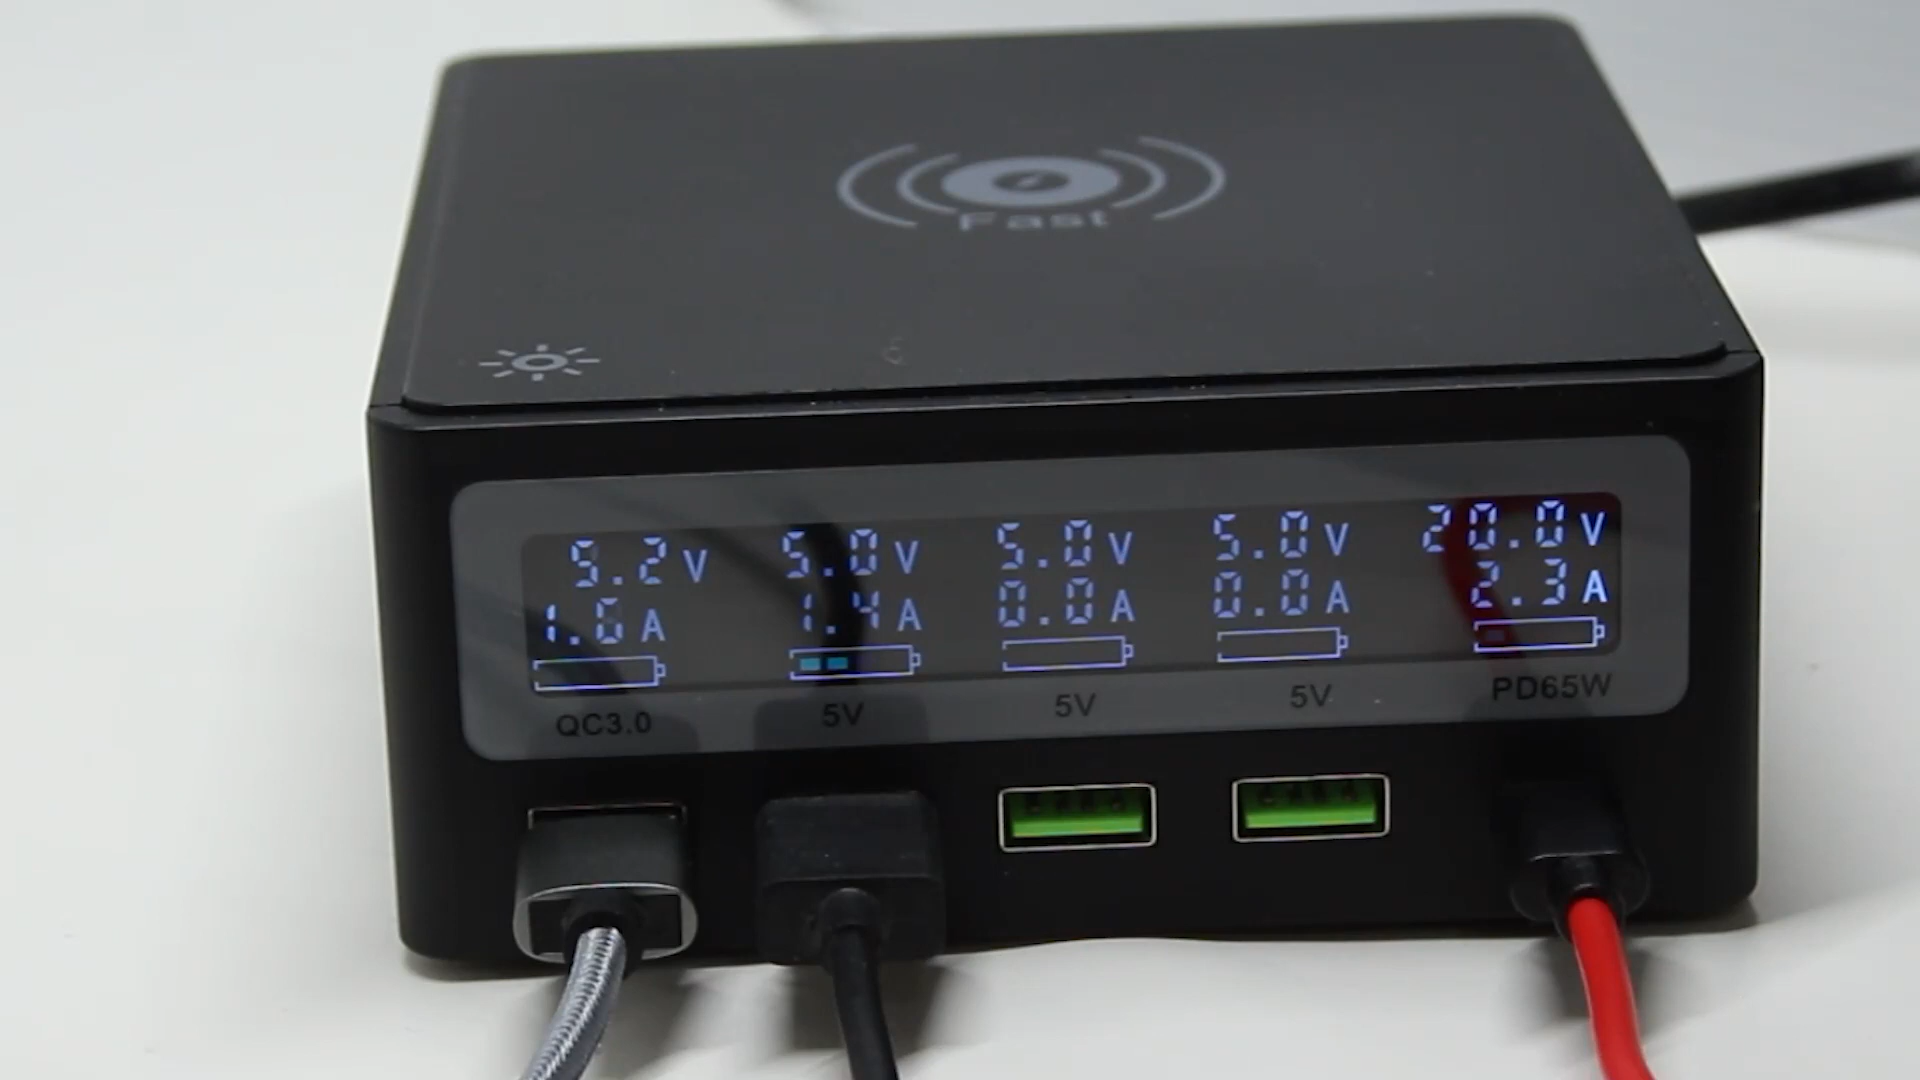 Fast
5.2V 5.0V 5.0V 5.0V 20.0V
1.6A 1.4A 0.0A 0.0A 2.3A
QC3.0 5V 5V 5V PD65W